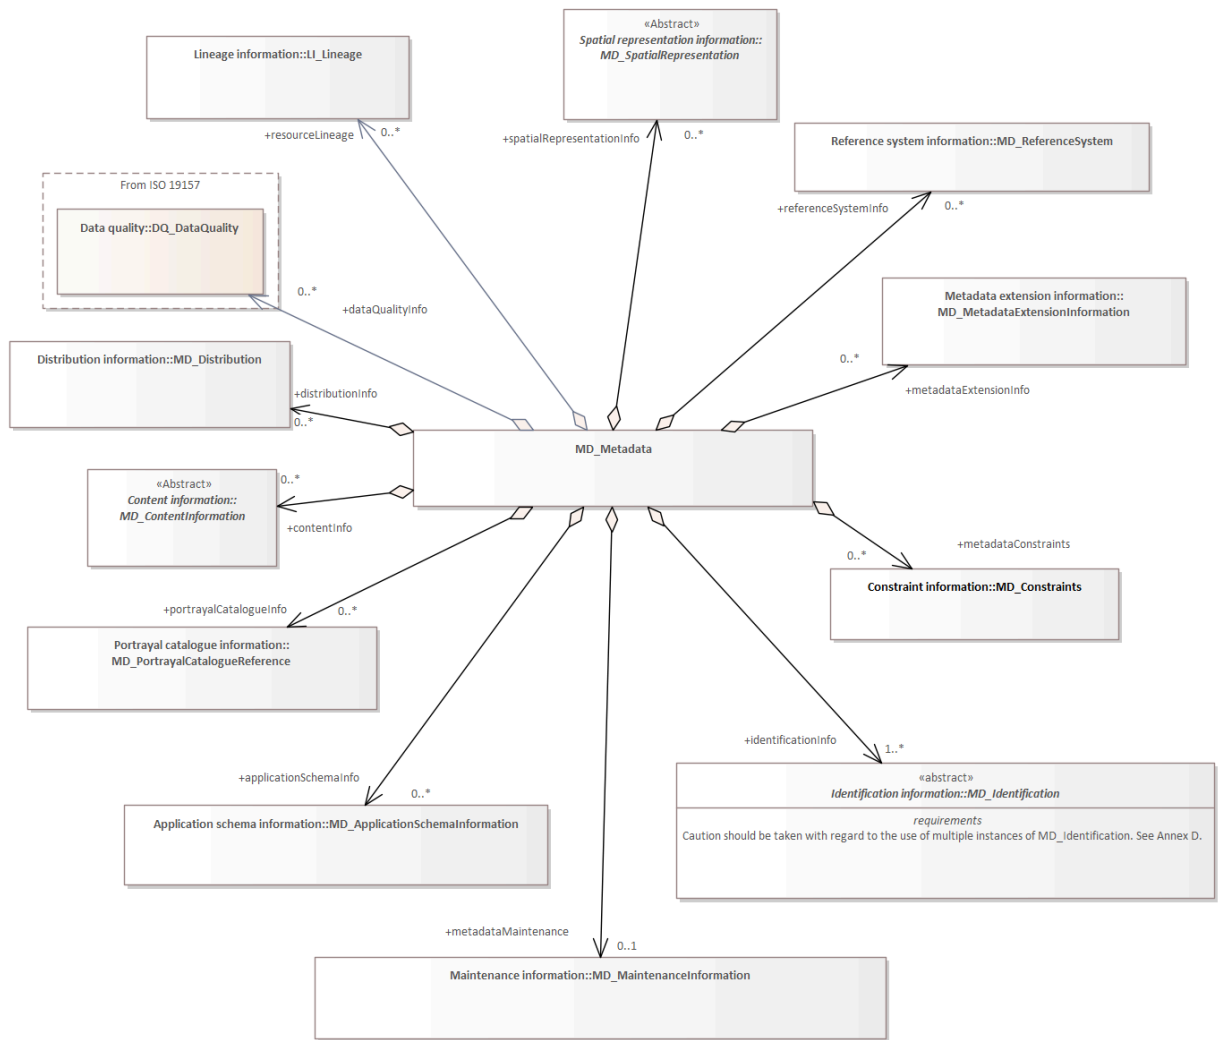 «Abstract»
Spatial representation information::
MD_SpatialRepresentation
Lineage information::LI_Lineage
+resourceLineage
0..*
+spatialRepresentationInfo
0..*
Reference system information::MD_ReferenceSystem
+referenceSystemInfo
0..*
From ISO 19157
Data quality::DQ_DataQuality
0..*
+dataQualityInfo
Metadata extension information::
MD_MetadataExtensionInformation
0..*
+metadataExtensionInfo
Distribution information::MD_Distribution
+distributionInfo
0..*
MD_Metadata
«Abstract»
Content information::
MD_ContentInformation
0..*
+contentInfo
+metadataConstraints
0..*
Constraint information::MD_Constraints
+portrayalCatalogueInfo
0..*
Portrayal catalogue information::
MD_PortrayalCatalogueReference
+identificationInfo
1..*
«abstract»
Identification information::MD_Identification
requirements
Caution should be taken with regard to the use of multiple instances of MD_Identification. See Annex D.
+applicationSchemaInfo
0..*
Application schema information::MD_ApplicationSchemaInformation
+metadataMaintenance
0..1
Maintenance information::MD_MaintenanceInformation